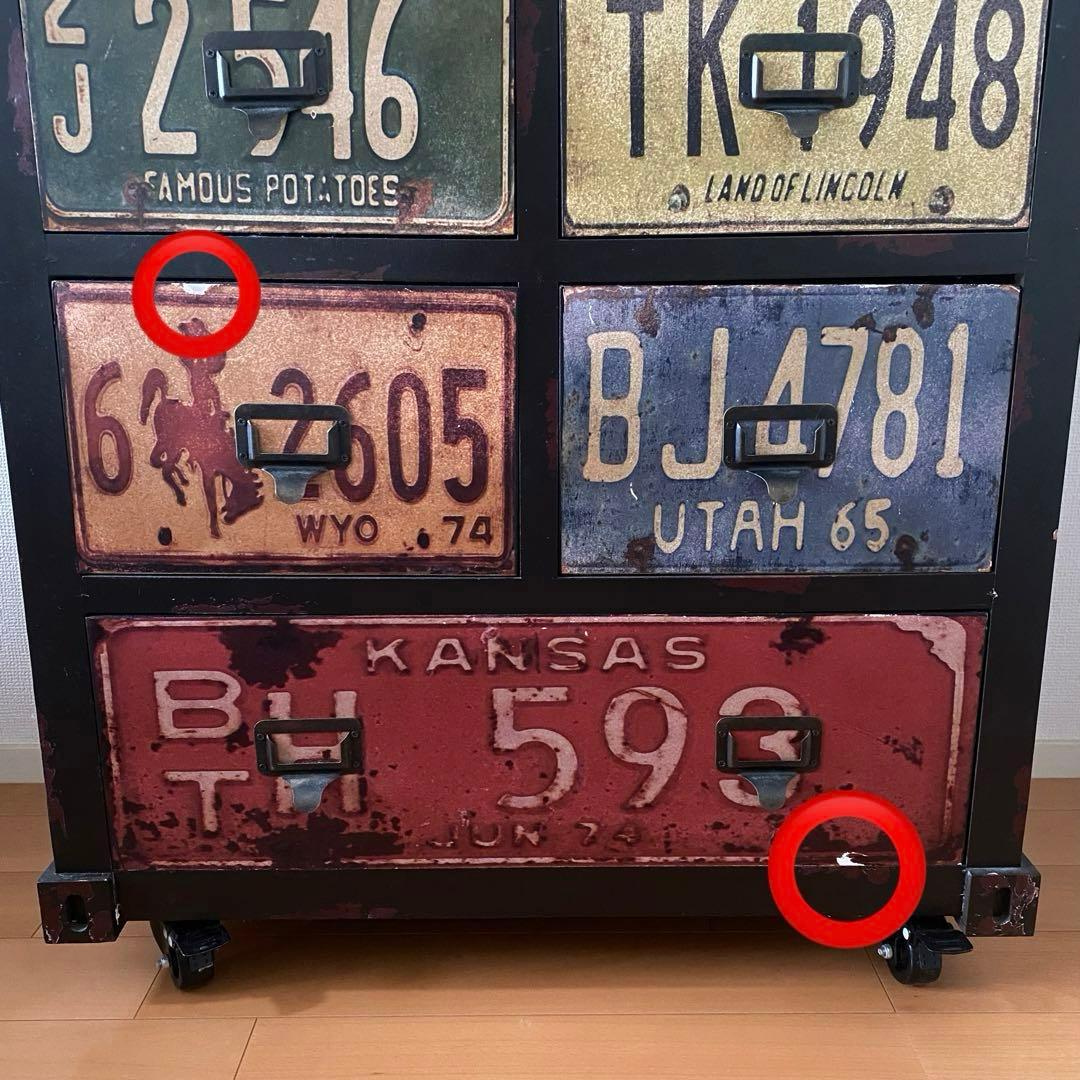 2J 2546
FAMOUS POTATOES
TK 1948
LAND OF LINCOLN
6 2605
WYO 74
BJ 4781
UTAH 65
KANSAS
BH
TH
593
JUN 74